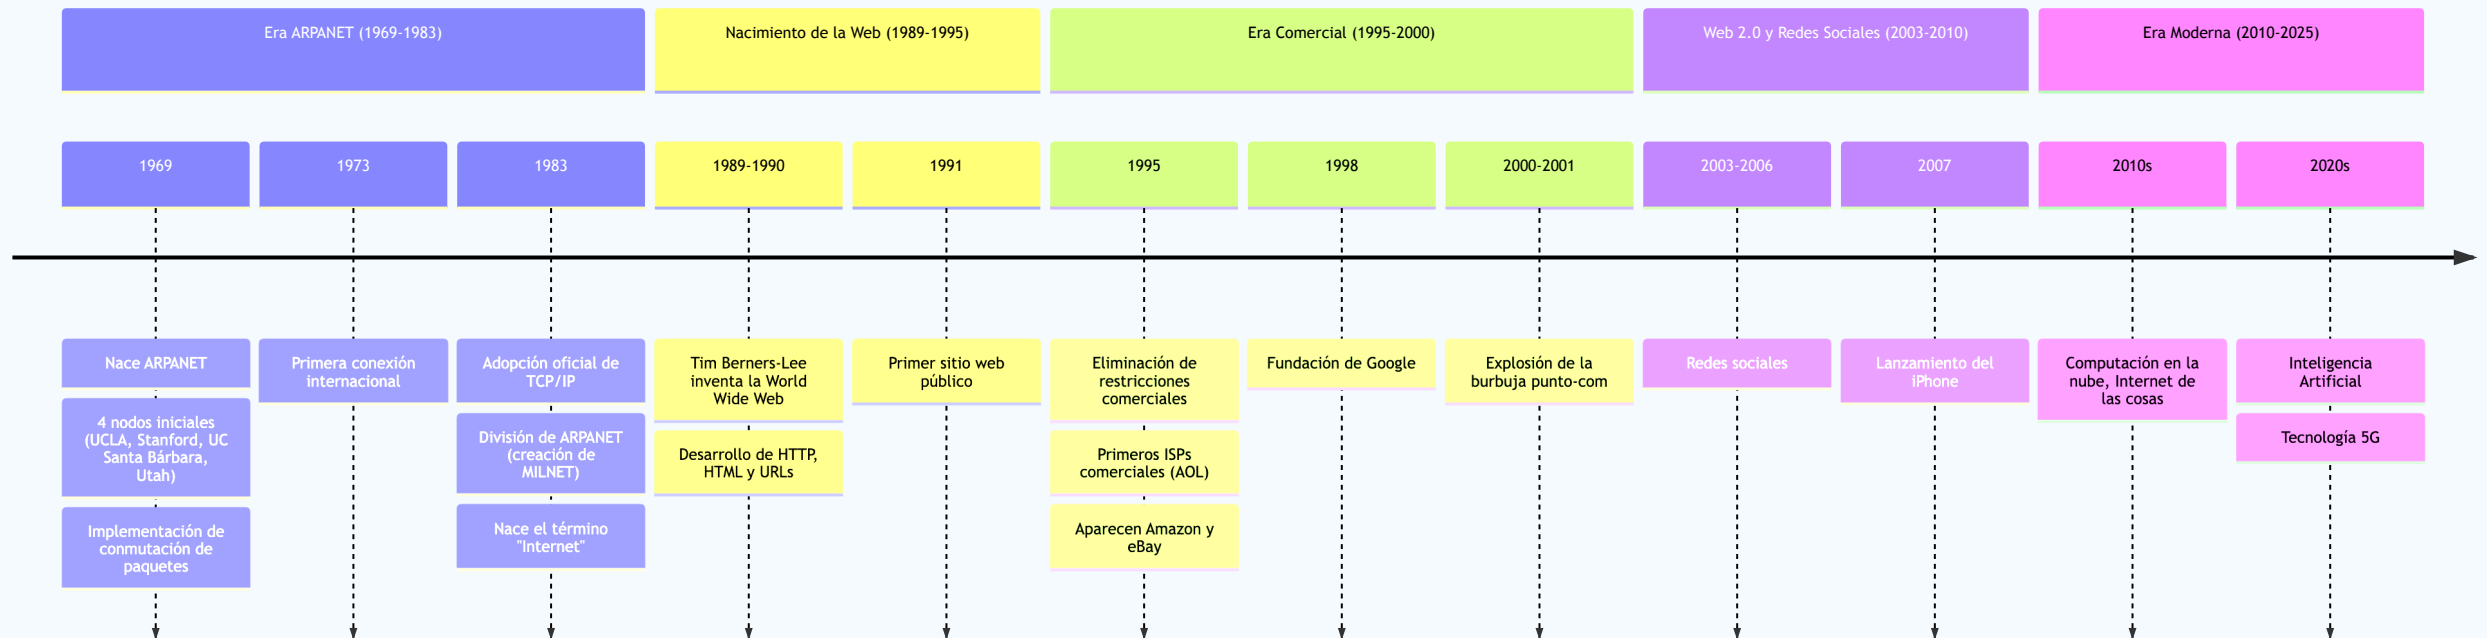 Era ARPANET (1969-1983)
Nacimiento de la Web (1989-1995)
Era Comercial (1995-2000)
Web 2.0 y Redes Sociales (2003-2010)
Era Moderna (2010-2025)
1969
1973
1983
1989-1990
1991
1995
1998
2000-2001
2003-2006
2007
2010s
2020s
Nace ARPANET
4 nodos iniciales
(UCLA, Stanford, UC
Santa Bárbara,
Utah)
Implementación de
conmutación de
paquetes
Primera conexión
internacional
Adopción oficial de
TCP/IP
División de ARPANET
(creación de
MILNET)
Nace el término
"Internet"
Tim Berners-Lee
inventa la World
Wide Web
Desarrollo de HTTP,
HTML y URLs
Primer sitio web
público
Eliminación de
restricciones
comerciales
Primeros ISPs
comerciales (AOL)
Aparecen Amazon y
eBay
Fundación de Google
Explosión de la
burbuja punto-com
Redes sociales
Lanzamiento del
iPhone
Computación en la
nube, Internet de
las cosas
Inteligencia
Artificial
Tecnología 5G